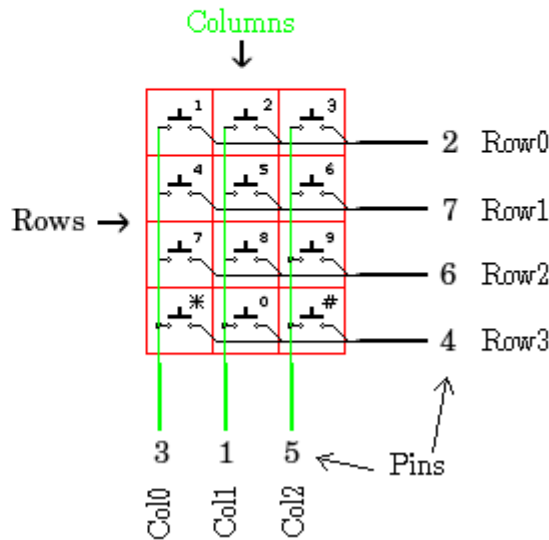 Columns
1 2 3
2 Row0
4 5 6
7 Row1
Rows
7 8 9
6 Row2
* 0 #
4 Row3
3 1 5
Pins
Col0 Col1 Col2